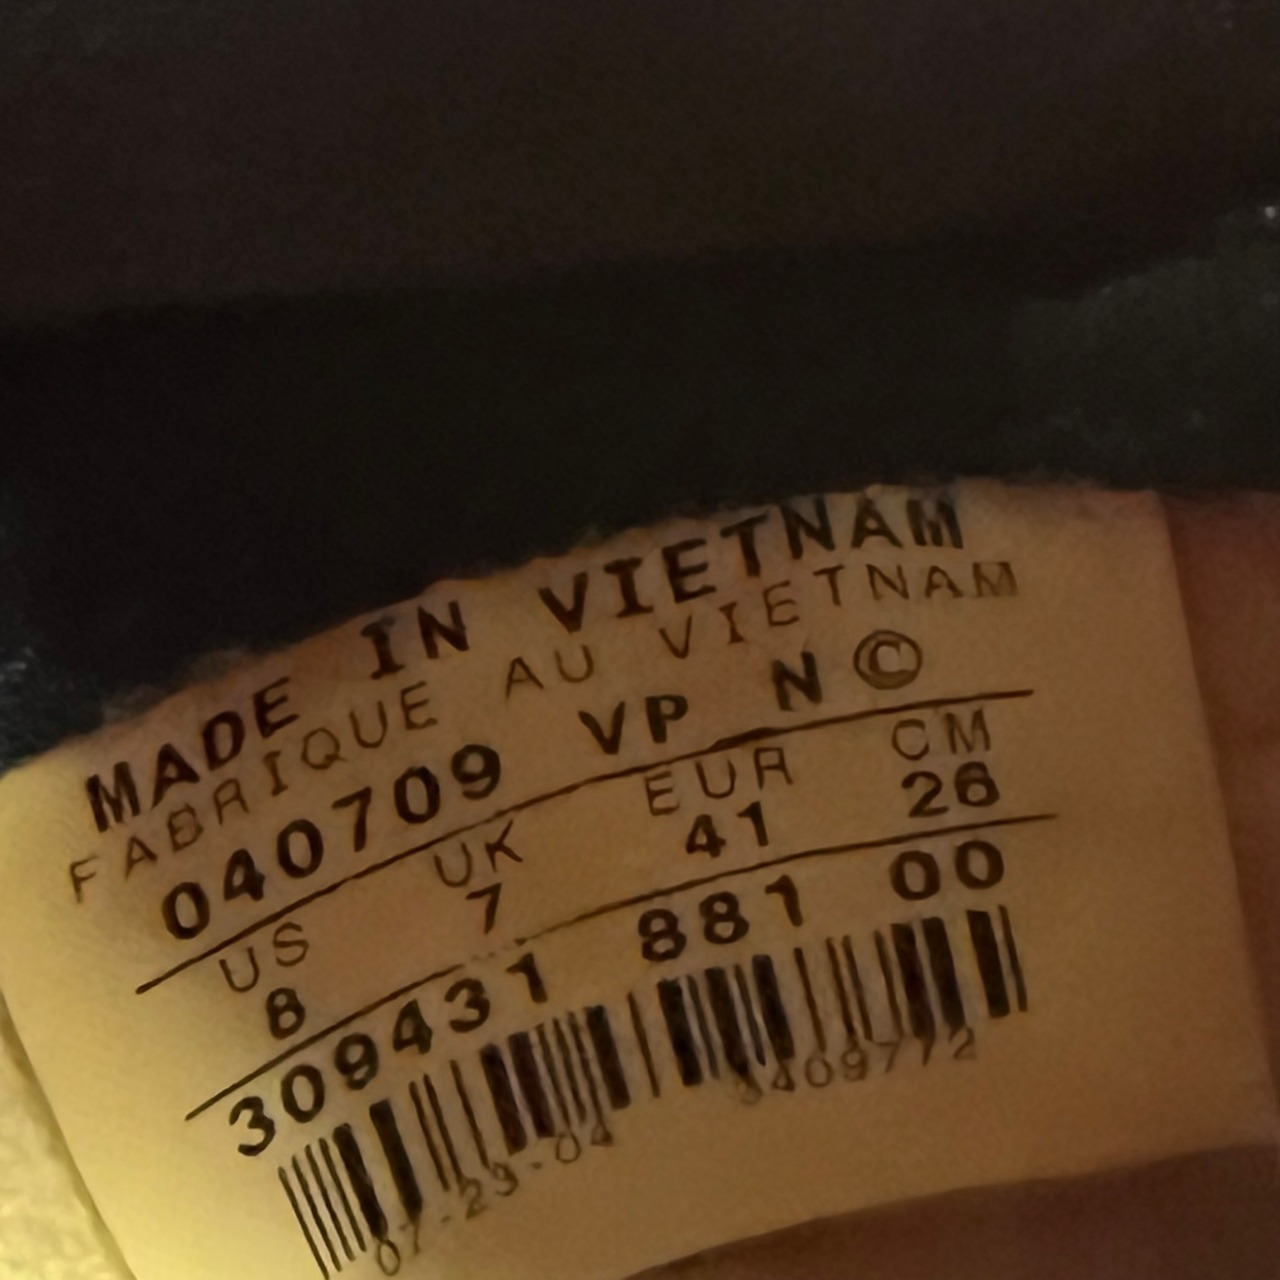 MADE IN VIETNAM
FABRIQUE AU VIETNAM
040709 VP N ©
US UK EUR CM
8 7 41 26
309431 881 00
07-23-04 3409772